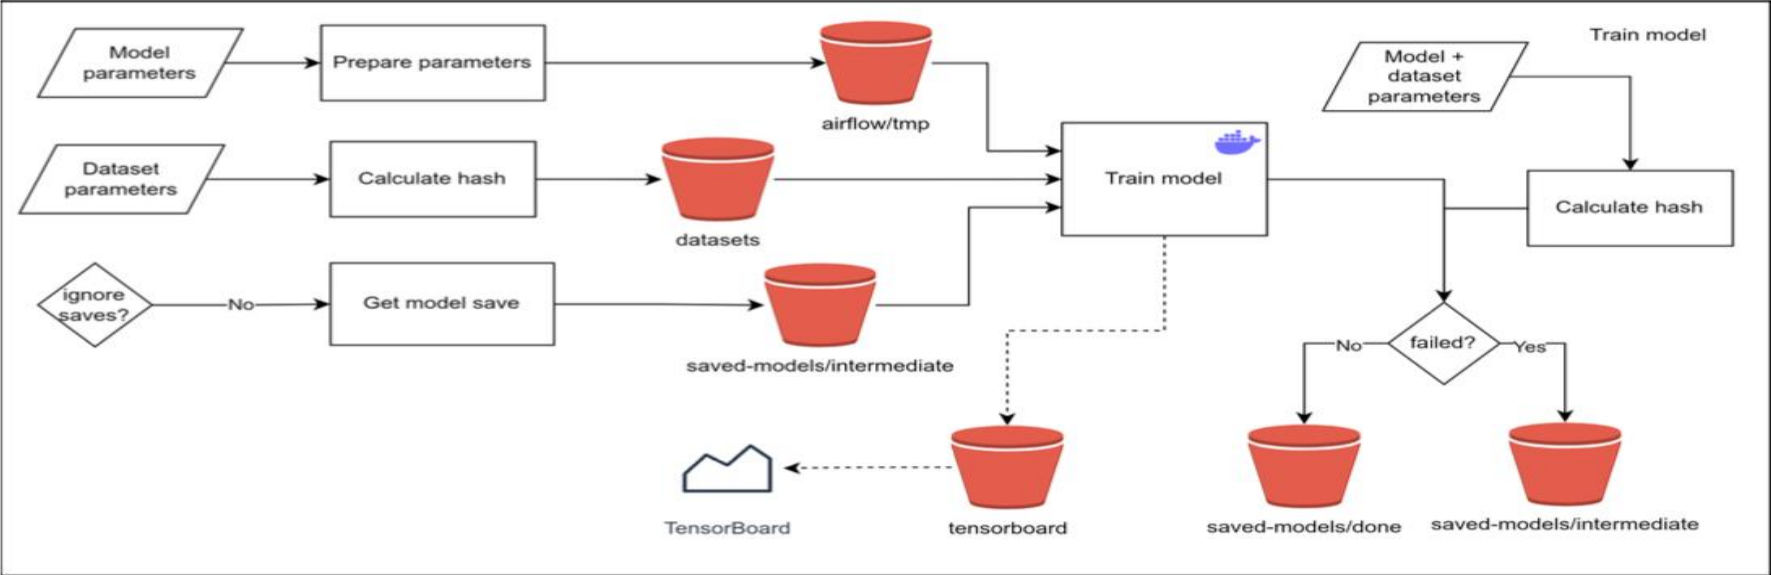 Train model
Model
parameters
Prepare parameters
airflow/tmp
Model +
dataset
parameters
Dataset
parameters
Calculate hash
datasets
Train model
Calculate hash
ignore
saves?
No
Get model save
saved-models/intermediate
failed?
No
Yes
TensorBoard
tensorboard
saved-models/done
saved-models/intermediate